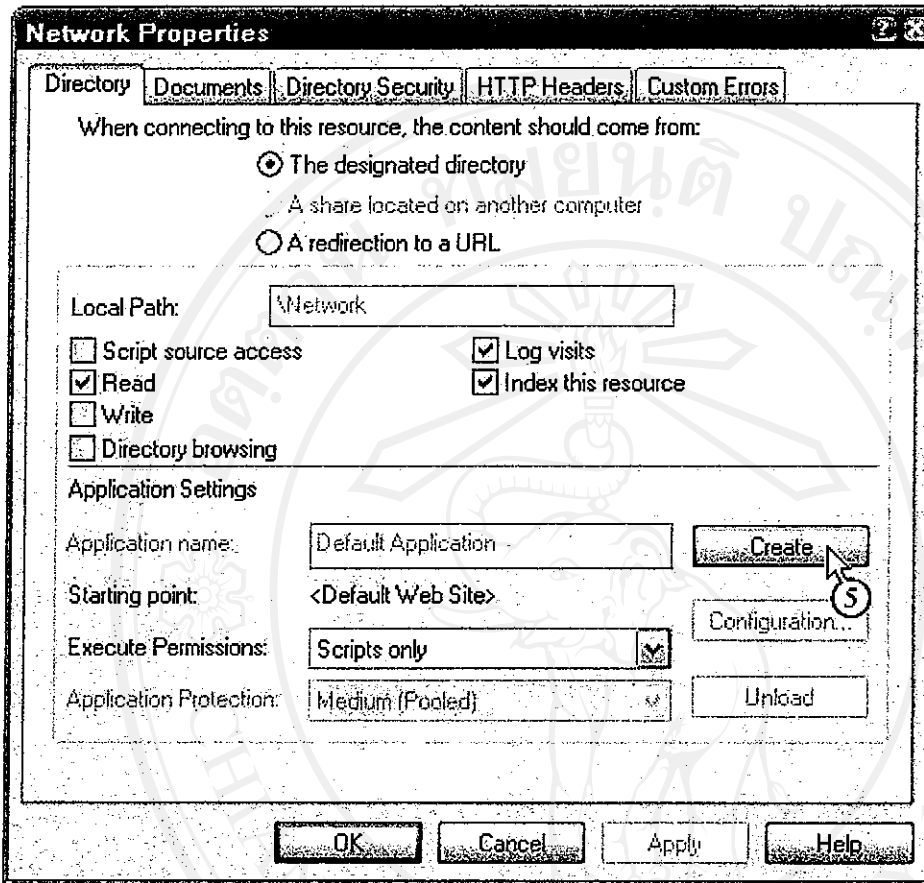 Network Properties
Directory Documents Directory Security HTTP Headers Custom Errors
When connecting to this resource, the content should come from:
The designated directory
A share located on another computer
A redirection to a URL
Local Path: \Network
Script source access Log visits
Read Index this resource
Write
Directory browsing
Application Settings
Application name: Default Application Create
5
Starting point: <Default Web Site>
Configuration...
Execute Permissions: Scripts only
Application Protection: Medium (Pooled) Unload
OK Cancel Apply Help